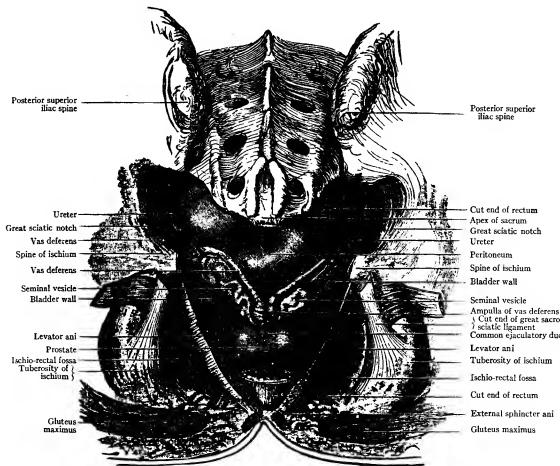 Posterior superior
iliac spine
Ureter
Great sciatic notch
Vas deferens
Spine of ischium
Vas deferens
Seminal vesicle
Bladder wall
Levator ani
Prostate
Ischio-rectal fossa
Tuberosity of
ischium
Gluteus
maximus
Posterior superior
iliac spine
Cut end of rectum
Apex of sacrum
Great sciatic notch
Ureter
Peritoneum
Spine of ischium
Bladder wall
Seminal vesicle
Ampulla of vas deferens
Cut end of great sacro
sciatic ligament
Common ejaculatory duc
Levator ani
Tuberosity of ischium
Ischio-rectal fossa
Cut end of rectum
External sphincter ani
Gluteus maximus